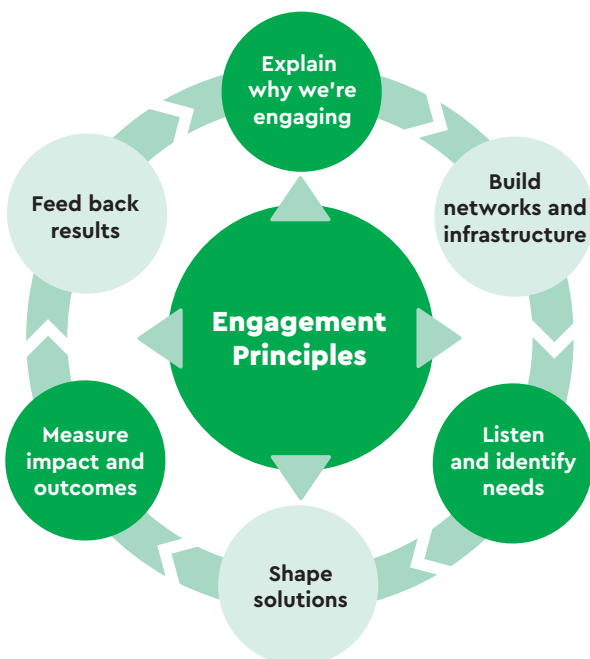 Explain
why we're
engaging
Build
networks and
infrastructure
Listen
and identify
needs
Shape
solutions
Measure
impact and
outcomes
Feed back
results
Engagement
Principles